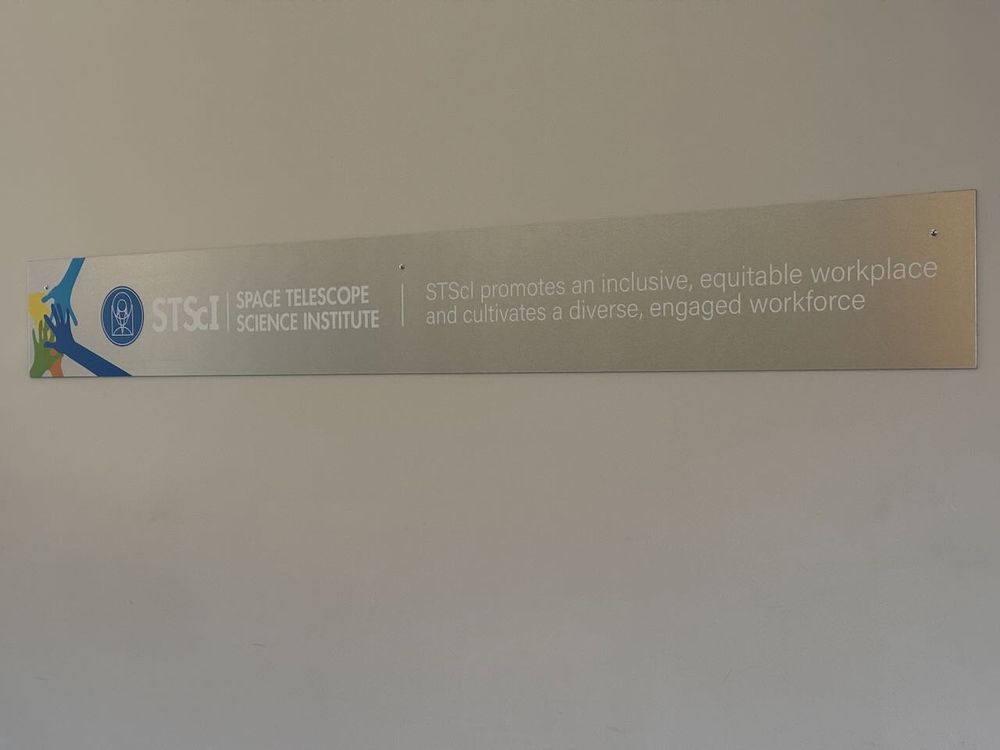 STScI
SPACE TELESCOPE
SCIENCE INSTITUTE
STScI promotes an inclusive, equitable workplace
and cultivates a diverse, engaged workforce